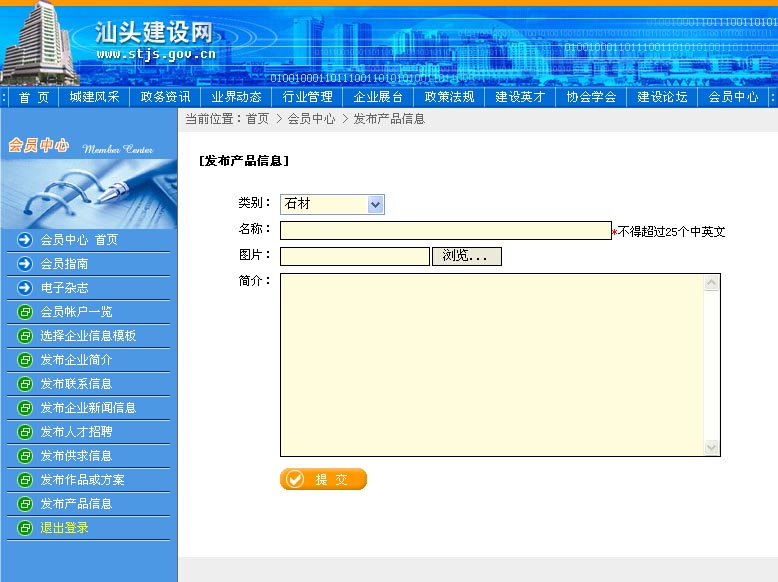 汕头建设网
www.stjs.gov.cn
首 页 城建风采 政务资讯 业界动态 行业管理 企业展台 政策法规 建设英才 协会学会 建设论坛 会员中心
当前位置：首页 > 会员中心 > 发布产品信息
会员中心 Member Center
[发布产品信息]
类别： 石材
名称： *不得超过25个中英文
图片： 浏览...
简介：
提 交
会员中心 首页
会员指南
电子杂志
会员帐户一览
选择企业信息模板
发布企业简介
发布联系信息
发布企业新闻信息
发布人才招聘
发布供求信息
发布作品或方案
发布产品信息
退出登录